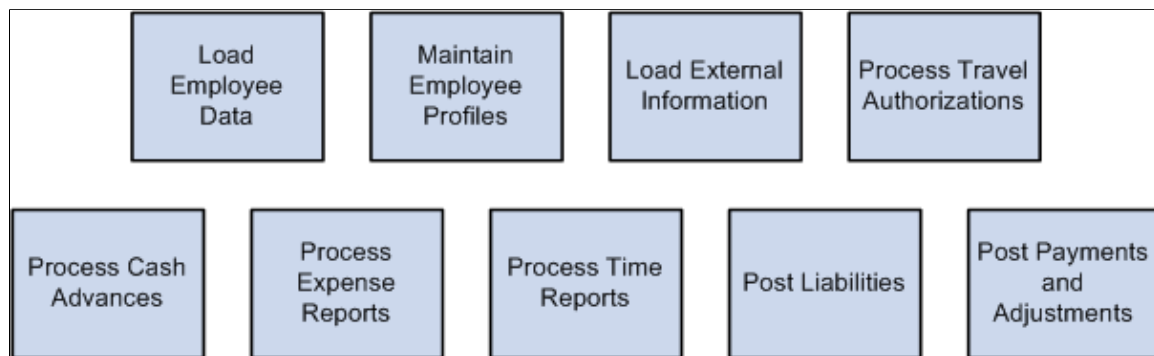 Load
Employee
Data
Maintain
Employee
Profiles
Load External
Information
Process Travel
Authorizations
Process Cash
Advances
Process
Expense
Reports
Process Time
Reports
Post Liabilities
Post Payments
and
Adjustments